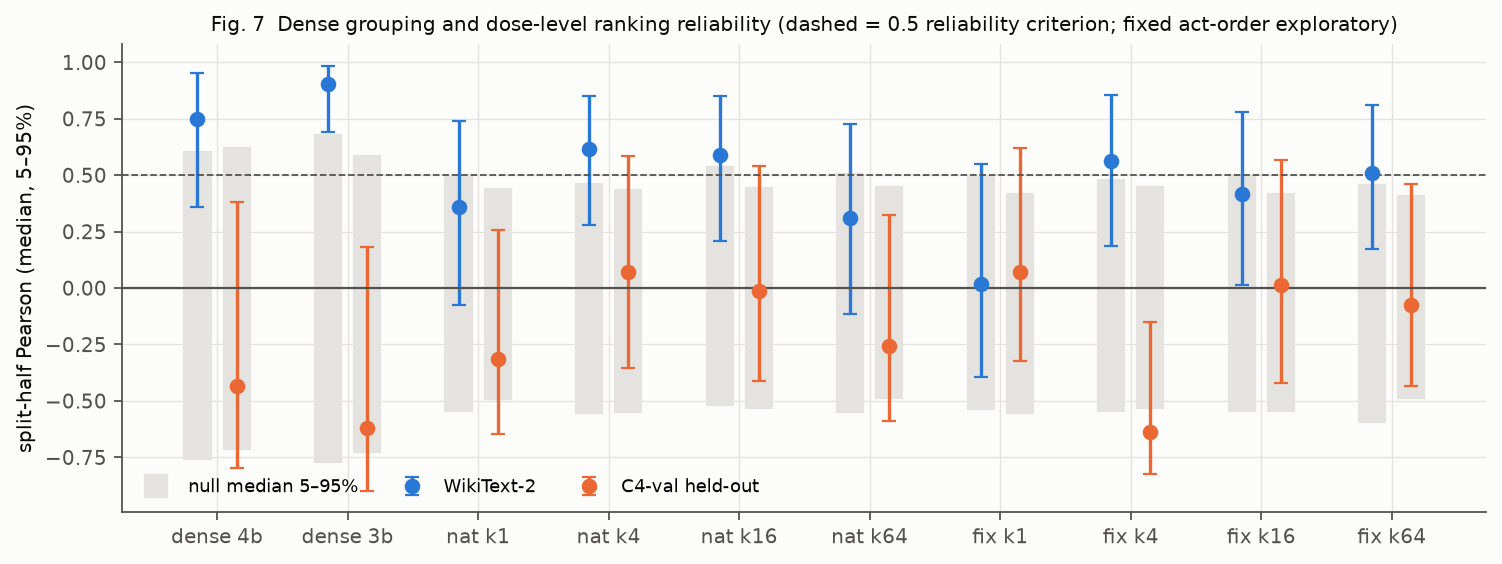 Fig. 7  Dense grouping and dose-level ranking reliability (dashed = 0.5 reliability criterion; fixed act-order exploratory)
split-half Pearson (median, 5–95%)
1.00
0.75
0.50
0.25
0.00
−0.25
−0.50
−0.75
null median 5–95%
WikiText-2
C4-val held-out
dense 4b
dense 3b
nat k1
nat k4
nat k16
nat k64
fix k1
fix k4
fix k16
fix k64